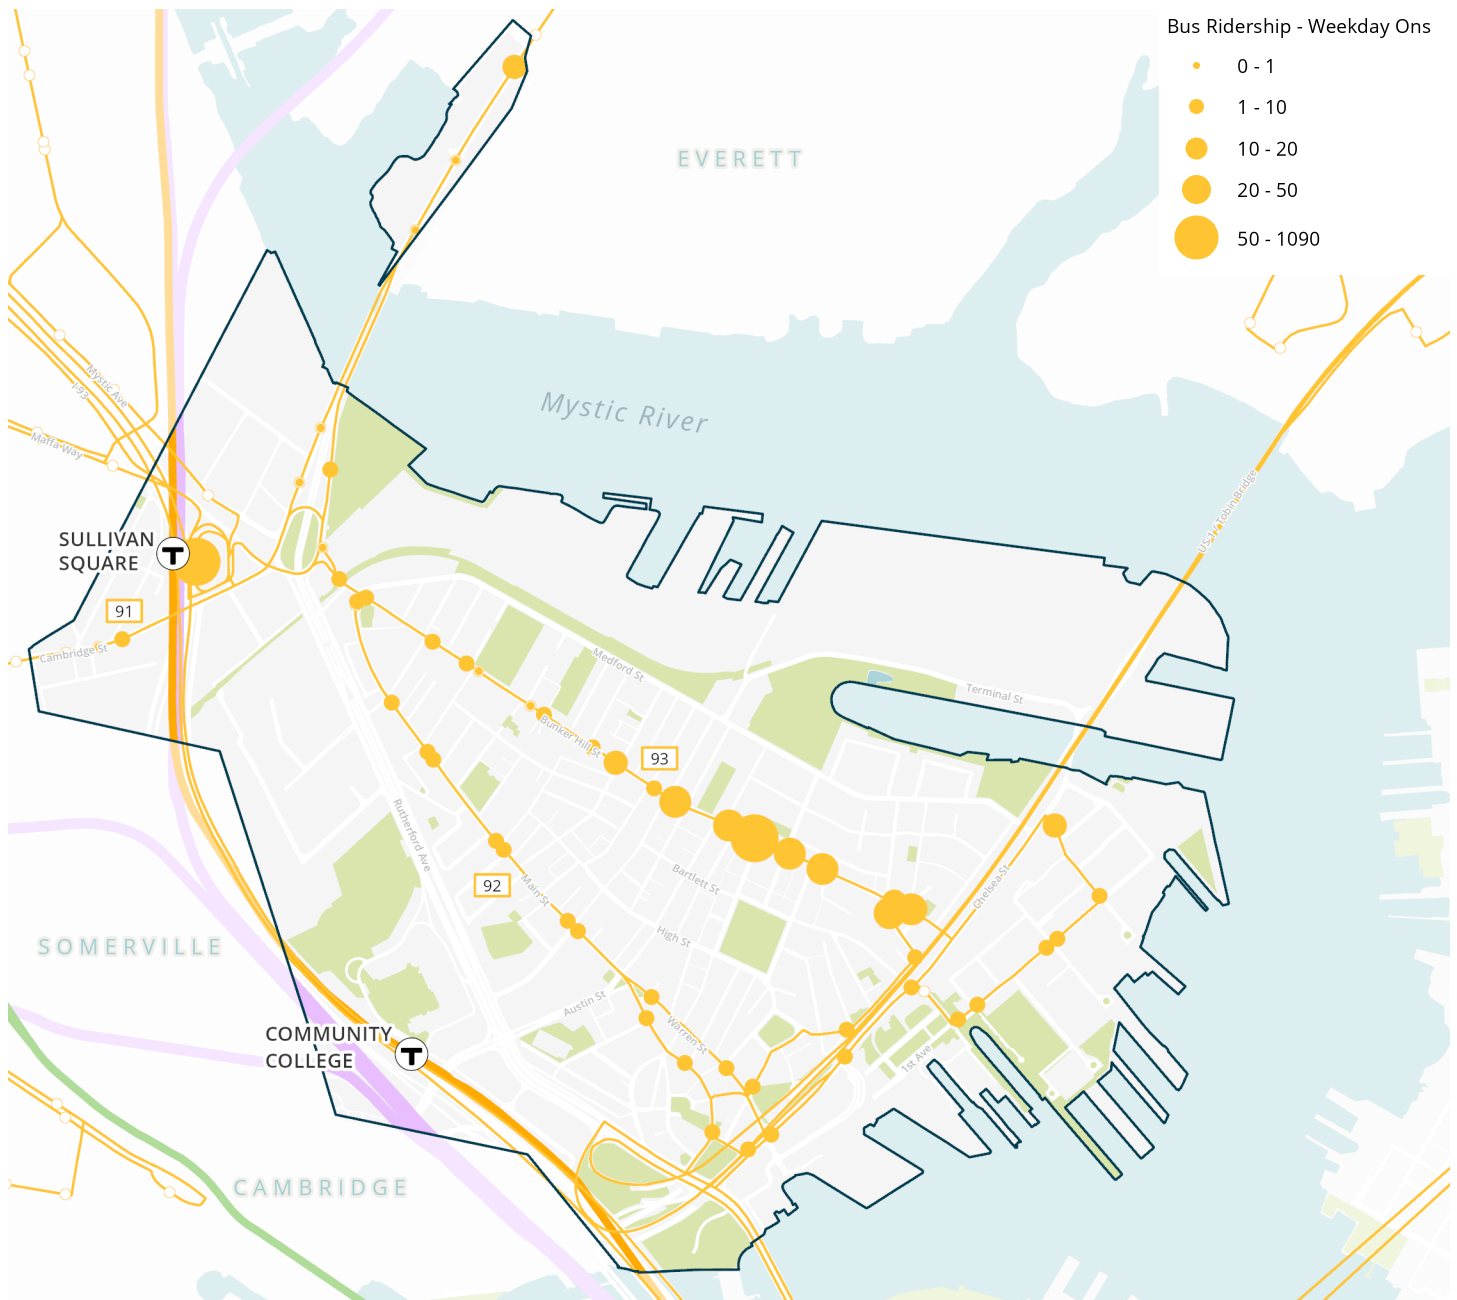 Bus Ridership - Weekday Ons
0 - 1
1 - 10
10 - 20
20 - 50
50 - 1090
EVERETT
Mystic River
Mystic Ave
I-93
Maffa Way
US-1 / Tobin Bridge
SULLIVAN
SQUARE
T
91
Cambridge St
Medford St
Terminal St
Bunker Hill St
93
Rutherford Ave
92
Main St
Bartlett St
Chelsea St
High St
SOMERVILLE
Austin St
Warren St
1st Ave
COMMUNITY
COLLEGE
T
CAMBRIDGE